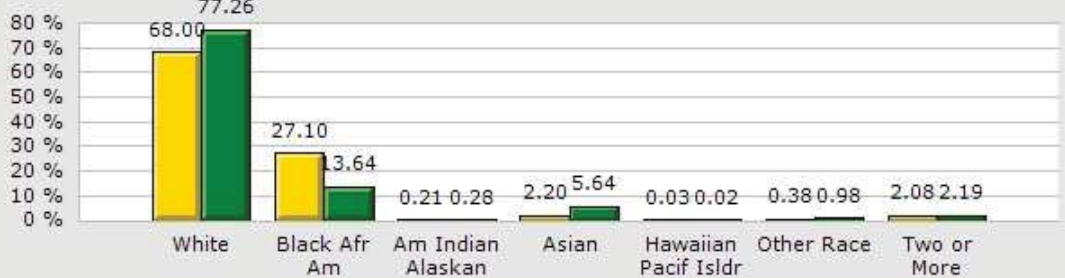 77.26
80 %
68.00
70 %
60 %
50 %
40 %
27.10
30 %
13.64
20 %
0.21 0.28
2.20 5.64
0.03 0.02
0.38 0.98
2.08 2.19
10 %
0 %
White
Black Afr
Am
Am Indian
Alaskan
Asian
Hawaiian
Pacif Isldr
Other Race
Two or
More